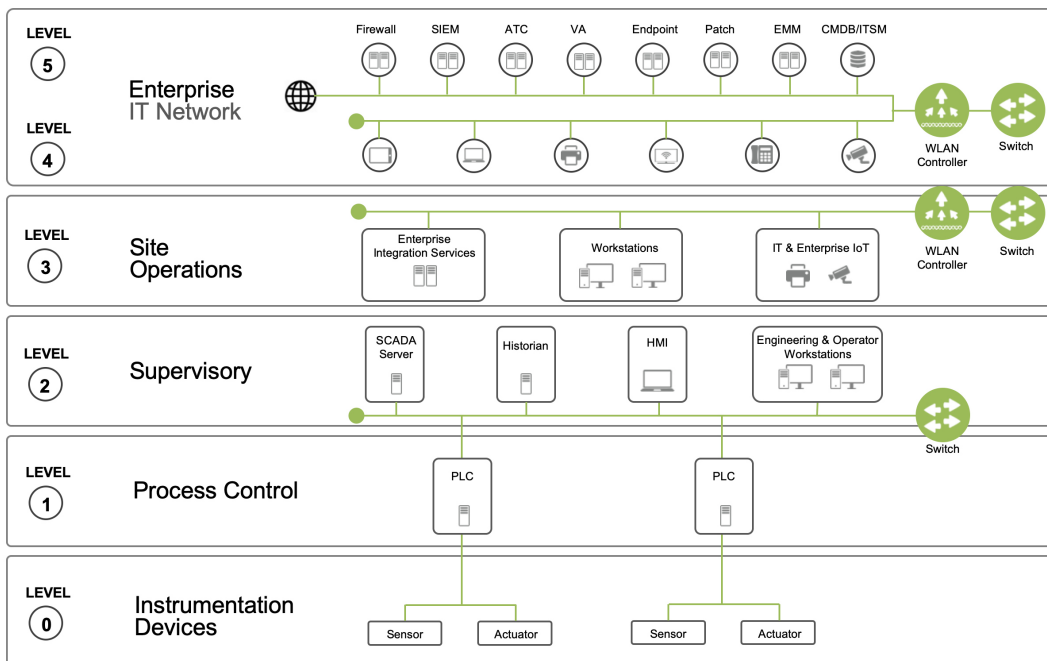 LEVEL
5
Enterprise
IT Network
LEVEL
4
Firewall
SIEM
ATC
VA
Endpoint
Patch
EMM
CMDB/ITSM
WLAN
Controller
Switch
LEVEL
3
Site
Operations
Enterprise
Integration Services
Workstations
IT & Enterprise IoT
WLAN
Controller
Switch
LEVEL
2
Supervisory
SCADA
Server
Historian
HMI
Engineering & Operator
Workstations
Switch
LEVEL
1
Process Control
PLC
PLC
LEVEL
0
Instrumentation
Devices
Sensor
Actuator
Sensor
Actuator